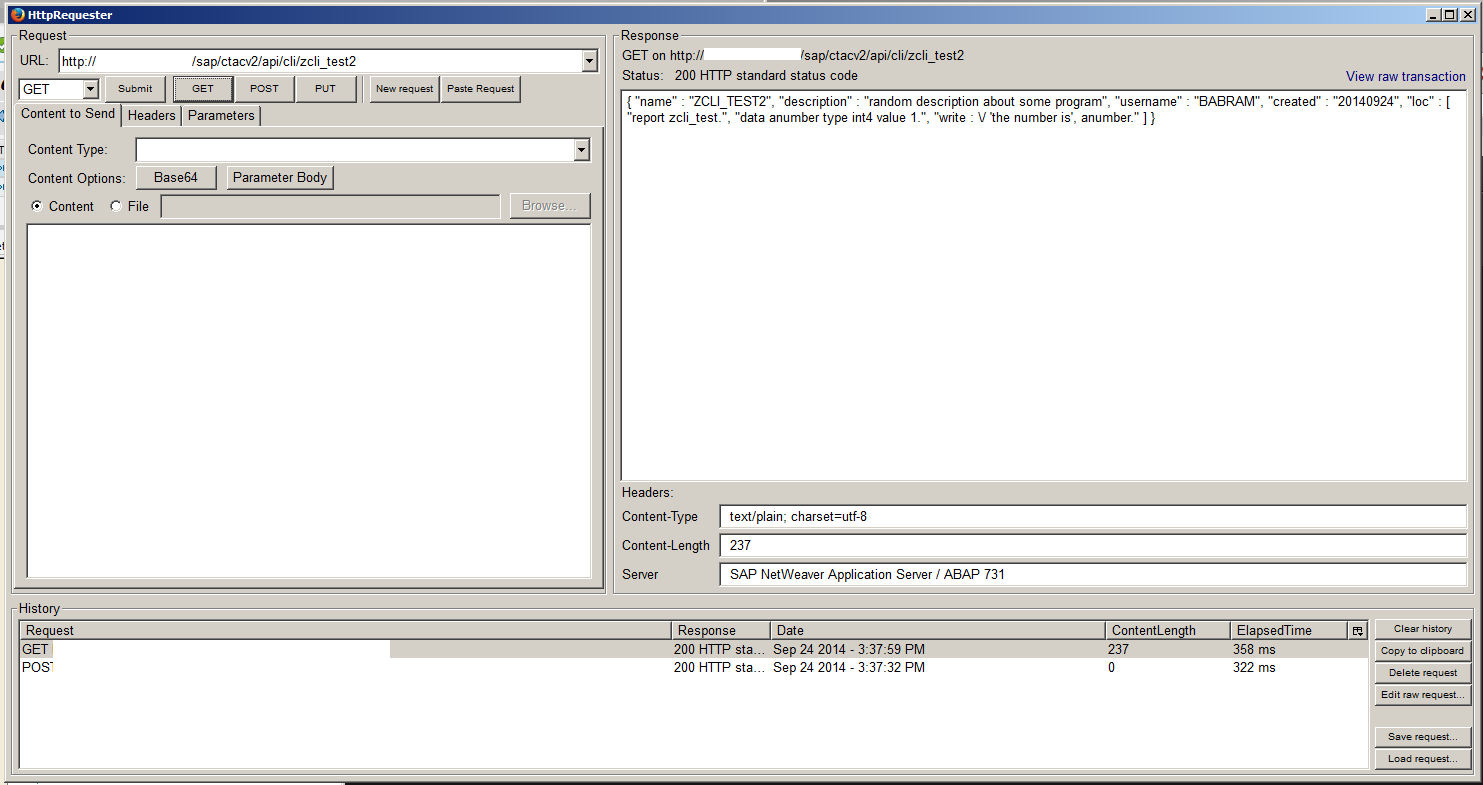 HttpRequester
Request
URL: http:// /sap/ctacv2/api/cli/zcli_test2
GET Submit GET POST PUT New request Paste Request
Content to Send Headers Parameters
Content Type:
Content Options: Base64 Parameter Body
Content File Browse...
Response
GET on http:// /sap/ctacv2/api/cli/zcli_test2
Status: 200 HTTP standard status code
View raw transaction
{ "name" : "ZCLI_TEST2", "description" : "random description about some program", "username" : "BABRAM", "created" : "20140924", "loc" : [
"report zcli_test.", "data anumber type int4 value 1.", "write : \/ 'the number is', anumber." ] }
Headers:
Content-Type text/plain; charset=utf-8
Content-Length 237
Server SAP NetWeaver Application Server / ABAP 731
History
Request Response Date ContentLength ElapsedTime
GET 200 HTTP sta... Sep 24 2014 - 3:37:59 PM 237 358 ms
POST 200 HTTP sta... Sep 24 2014 - 3:37:32 PM 0 322 ms
Clear history
Copy to clipboard
Delete request
Edit raw request...
Save request...
Load request...